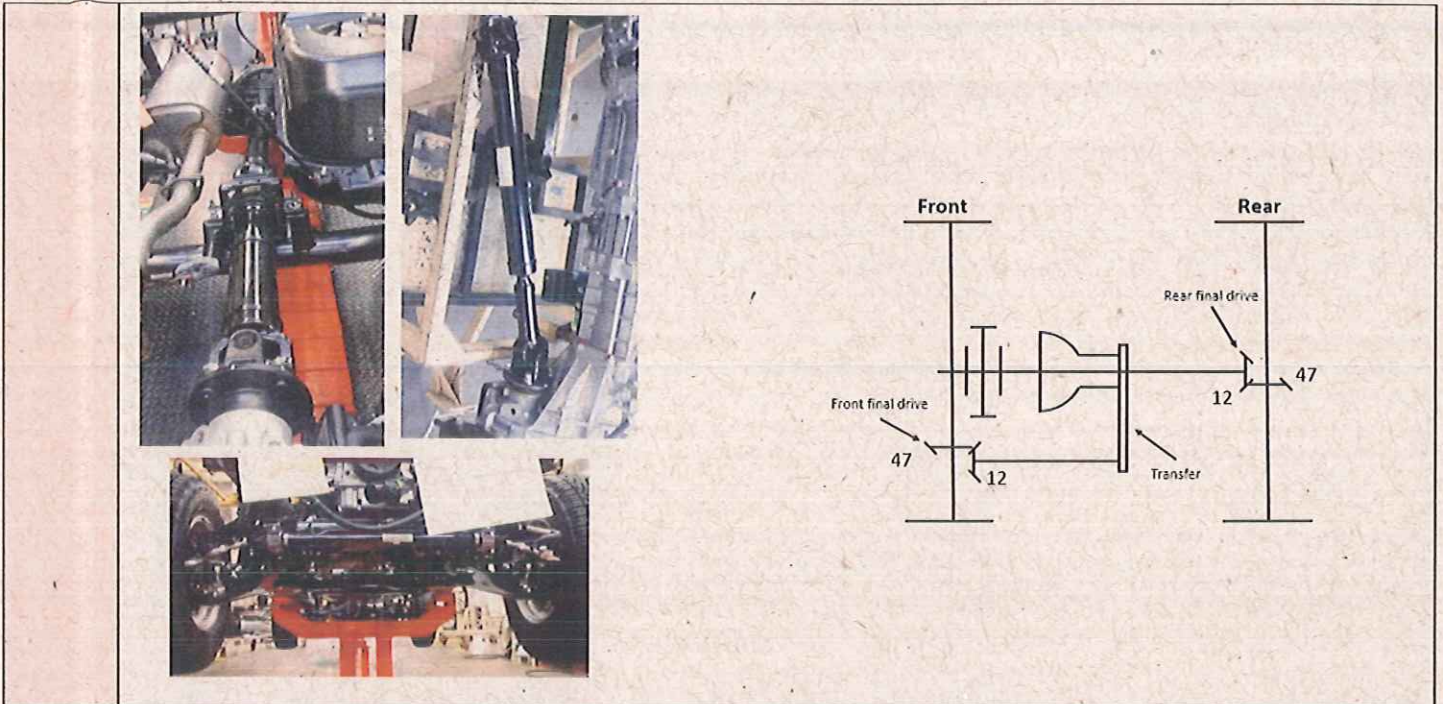 Front
Rear
Rear final drive
47
12
Front final drive
47
12
Transfer